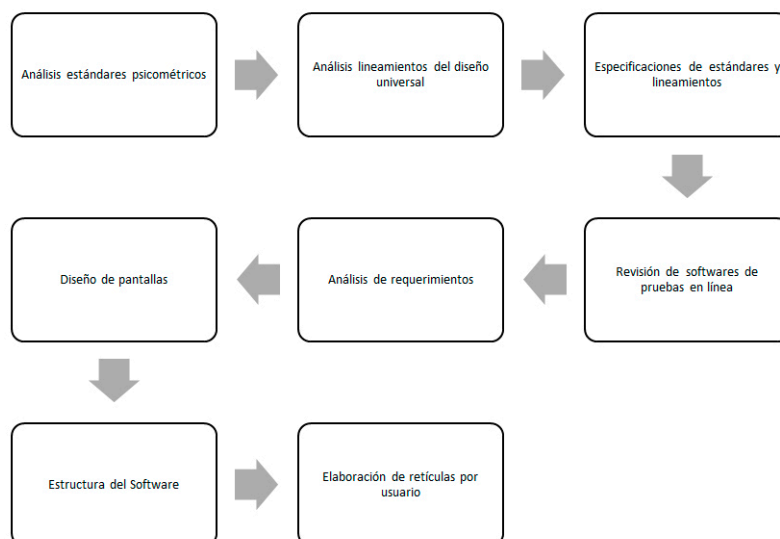 Análisis estándares psicométricos
Análisis lineamientos del diseño
universal
Especificaciones de estándares y
lineamientos
Revisión de softwares de
pruebas en línea
Análisis de requerimientos
Diseño de pantallas
Estructura del Software
Elaboración de retículas por
usuario